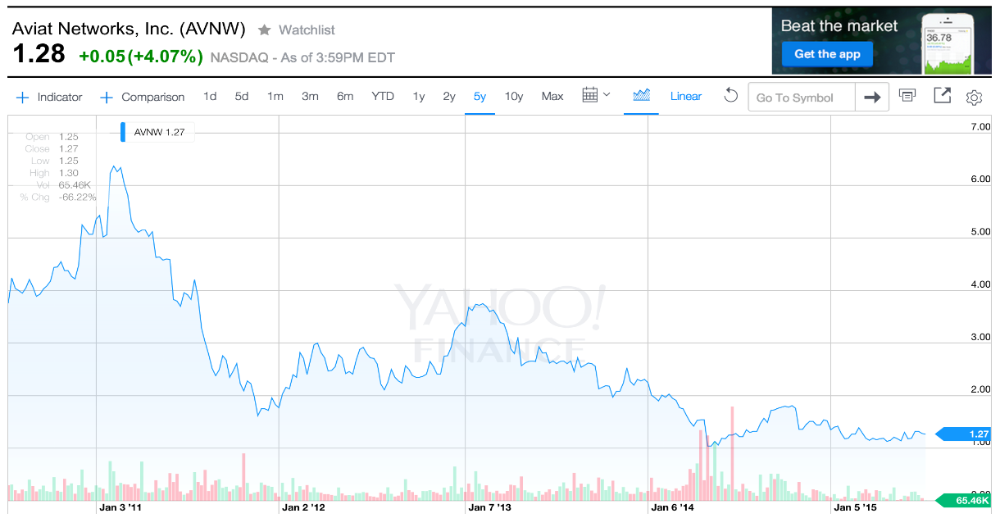 Aviat Networks, Inc. (AVNW) ★ Watchlist
1.28 +0.05(+4.07%) NASDAQ - As of 3:59PM EDT
Beat the market
Get the app
36.78
+ Indicator + Comparison 1d 5d 1m 3m 6m YTD 1y 2y 5y 10y Max Linear Go To Symbol
AVNW 1.27
Open 1.25
Close 1.27
Low 1.25
High 1.30
Vol 65.46K
% Chg -66.22%
7.00
6.00
5.00
4.00
3.00
2.00
1.27
1.00
0.00
65.46K
YAHOO!
FINANCE
Jan 3 '11 Jan 3 '12 Jan 7 '13 Jan 6 '14 Jan 5 '15